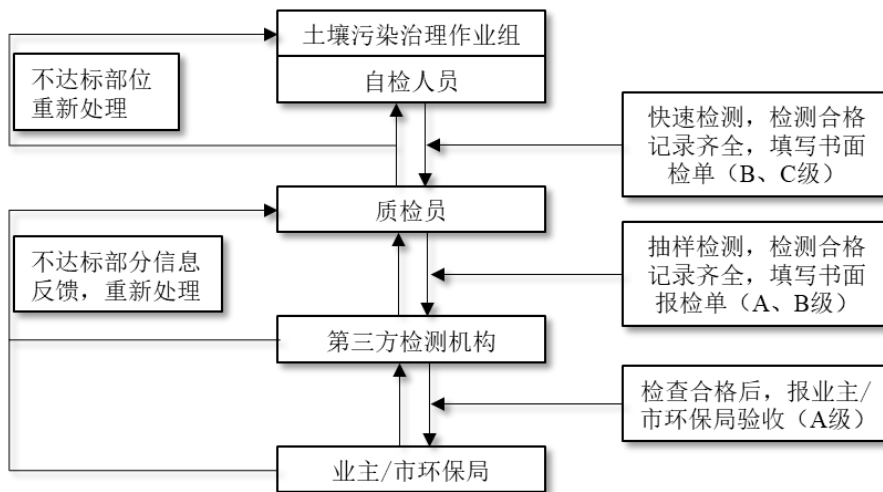 土壤污染治理作业组
自检人员
不达标部位
重新处理
快速检测，检测合格
记录齐全，填写书面
检单（B、C级）
质检员
不达标部分信息
反馈，重新处理
抽样检测，检测合格
记录齐全，填写书面
报检单（A、B级）
第三方检测机构
检查合格后，报业主/
市环保局验收（A级）
业主/市环保局